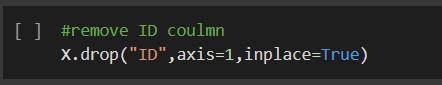 [ ] #remove ID coulmn
X.drop("ID",axis=1,inplace=True)